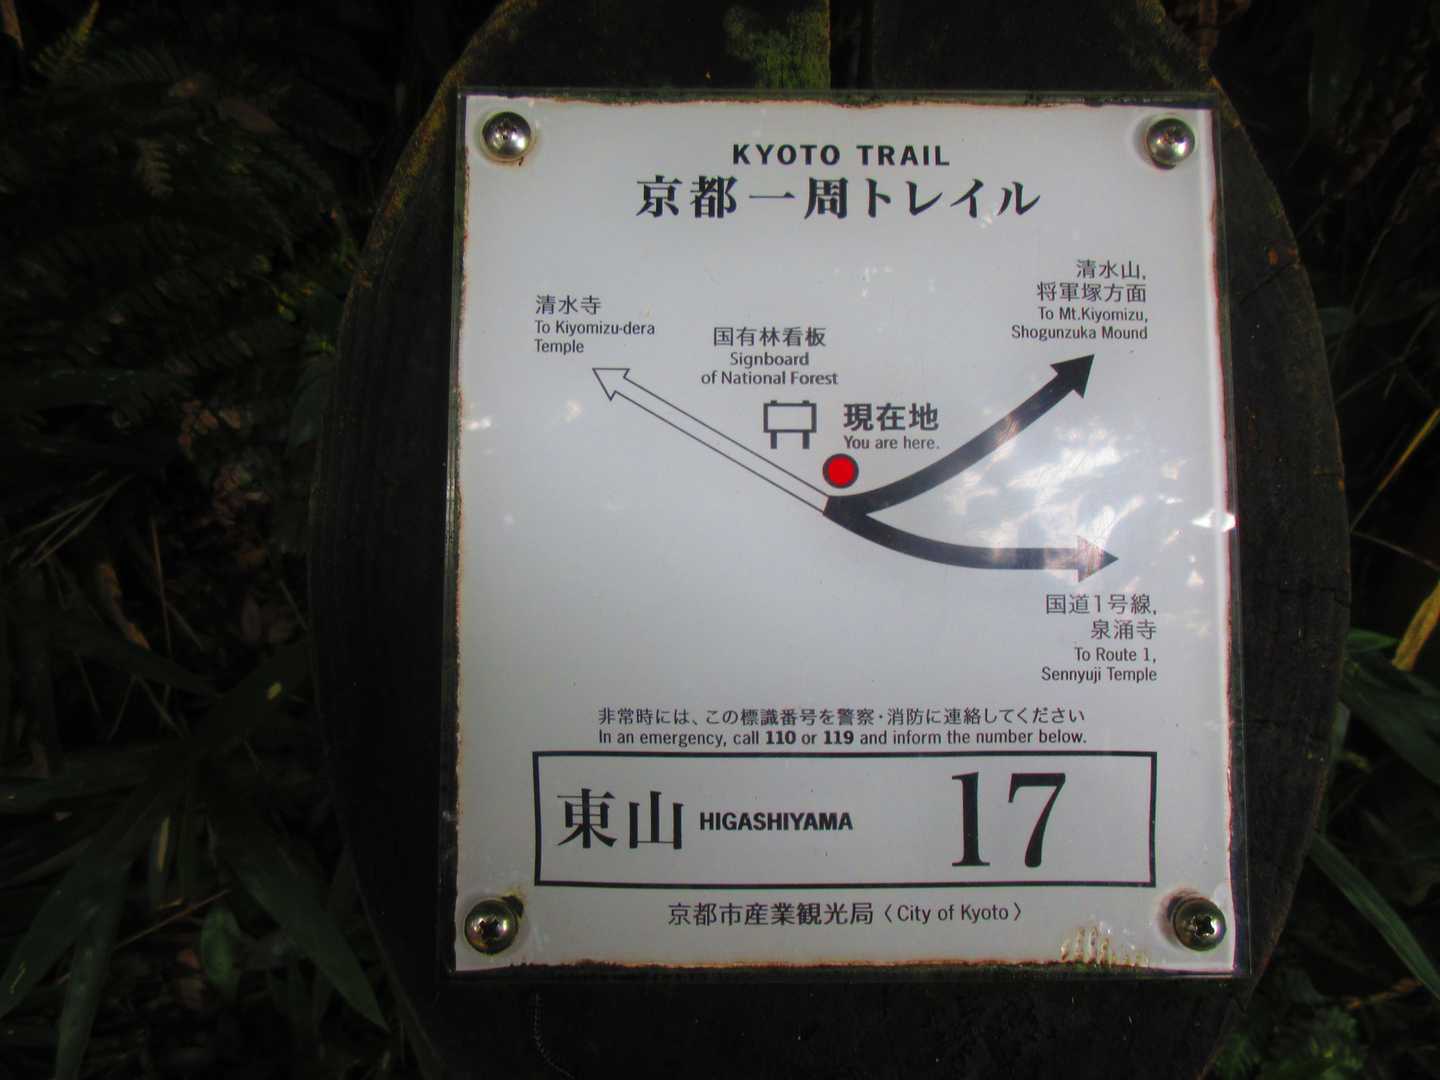 KYOTO TRAIL
京都一周トレイル
清水寺
To Kiyomizu-dera
Temple
国有林看板
Signboard
of National Forest
清水山,
将軍塚方面
To Mt.Kiyomizu,
Shogunzuka Mound
現在地
You are here.
国道1号線,
泉涌寺
To Route 1,
Sennyuji Temple
非常時には、この標識番号を警察・消防に連絡してください
In an emergency, call 110 or 119 and inform the number below.
東山 HIGASHIYAMA 17
京都市産業観光局〈City of Kyoto〉